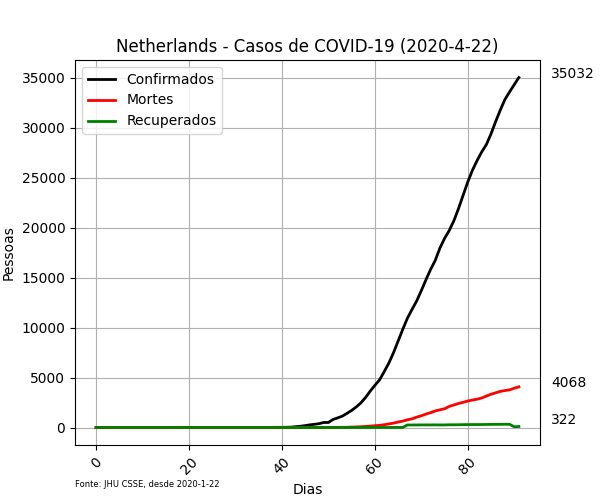 Netherlands - Casos de COVID-19 (2020-4-22)
Confirmados
Mortes
Recuperados
35032
4068
322
35000
30000
25000
20000
15000
10000
5000
0
Pessoas
0
20
40
60
80
Dias
Fonte: JHU CSSE, desde 2020-1-22